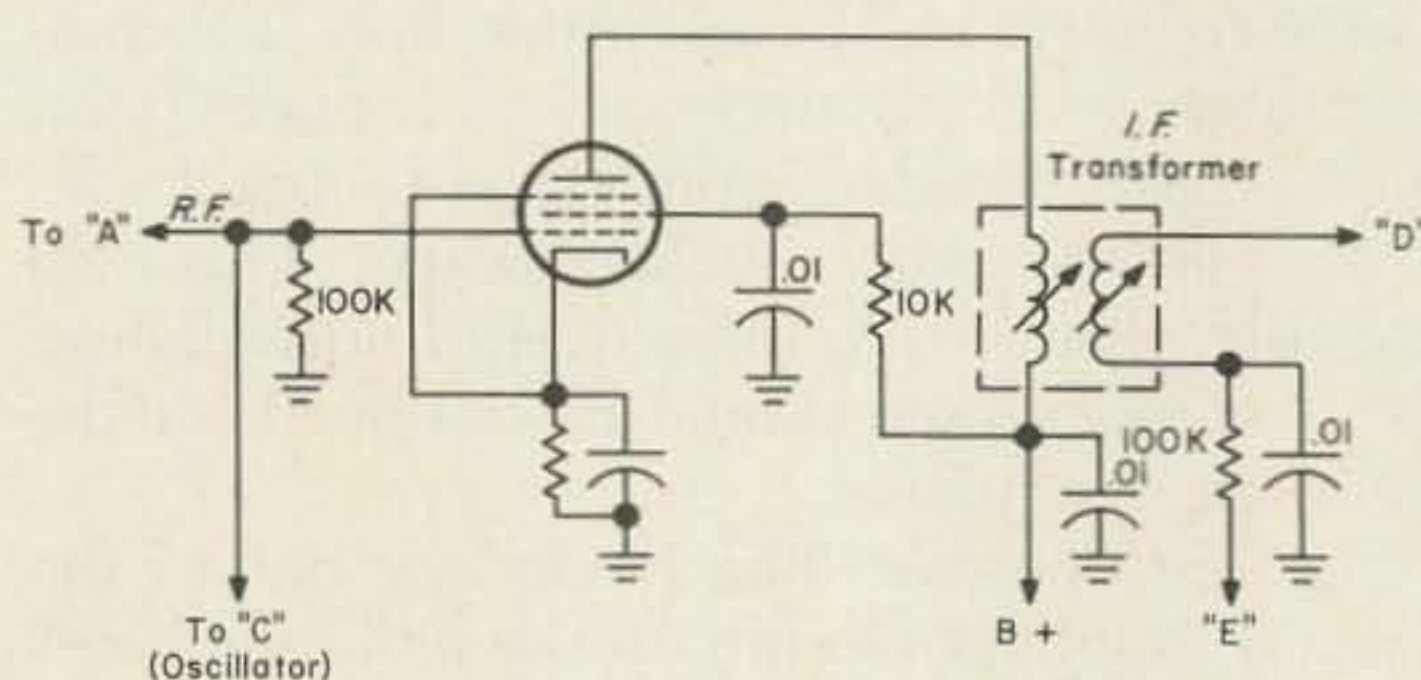 I.F.
Transformer
To "A"
R.F.
"D"
.01
100K
10K
100K
.01
.01
To "C"
(Oscillator)
B +
"E"